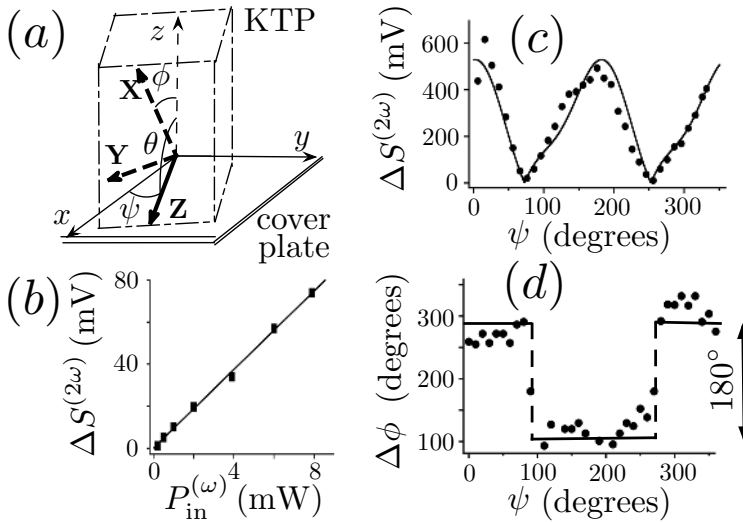 (a)
z
KTP
X
ϕ
θ
y
Y
x
ψ
Z
cover
plate
(b)
ΔS^(2ω) (mV)
80
40
0
0
4
8
P_in^(ω) (mW)
(c)
ΔS^(2ω) (mV)
600
400
200
0
0
100
200
300
ψ (degrees)
(d)
Δϕ (degrees)
300
200
100
0
100
200
300
ψ (degrees)
180°